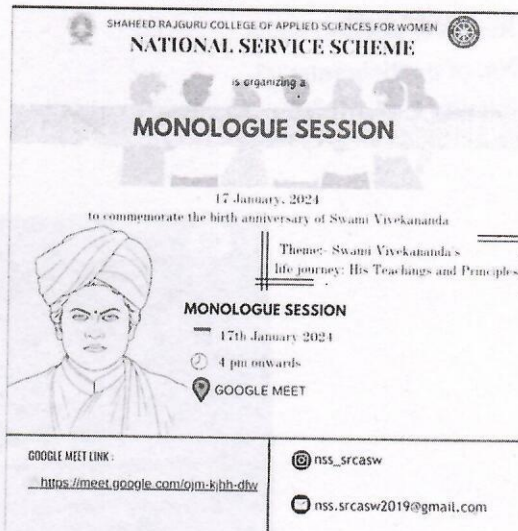 SHAHEED RAJGURU COLLEGE OF APPLIED SCIENCES FOR WOMEN
NATIONAL SERVICE SCHEME
is organizing a
MONOLOGUE SESSION
17 January, 2024
to commemorate the birth anniversary of Swami Vivekananda
Theme:- Swami Vivekananda's
life journey: His Teachings and Principles
MONOLOGUE SESSION
17th January 2024
4 pm onwards
GOOGLE MEET
GOOGLE MEET LINK :
https://meet.google.com/ojm-kjbh-dfw
nss_srcasw
nss.srcasw2019@gmail.com